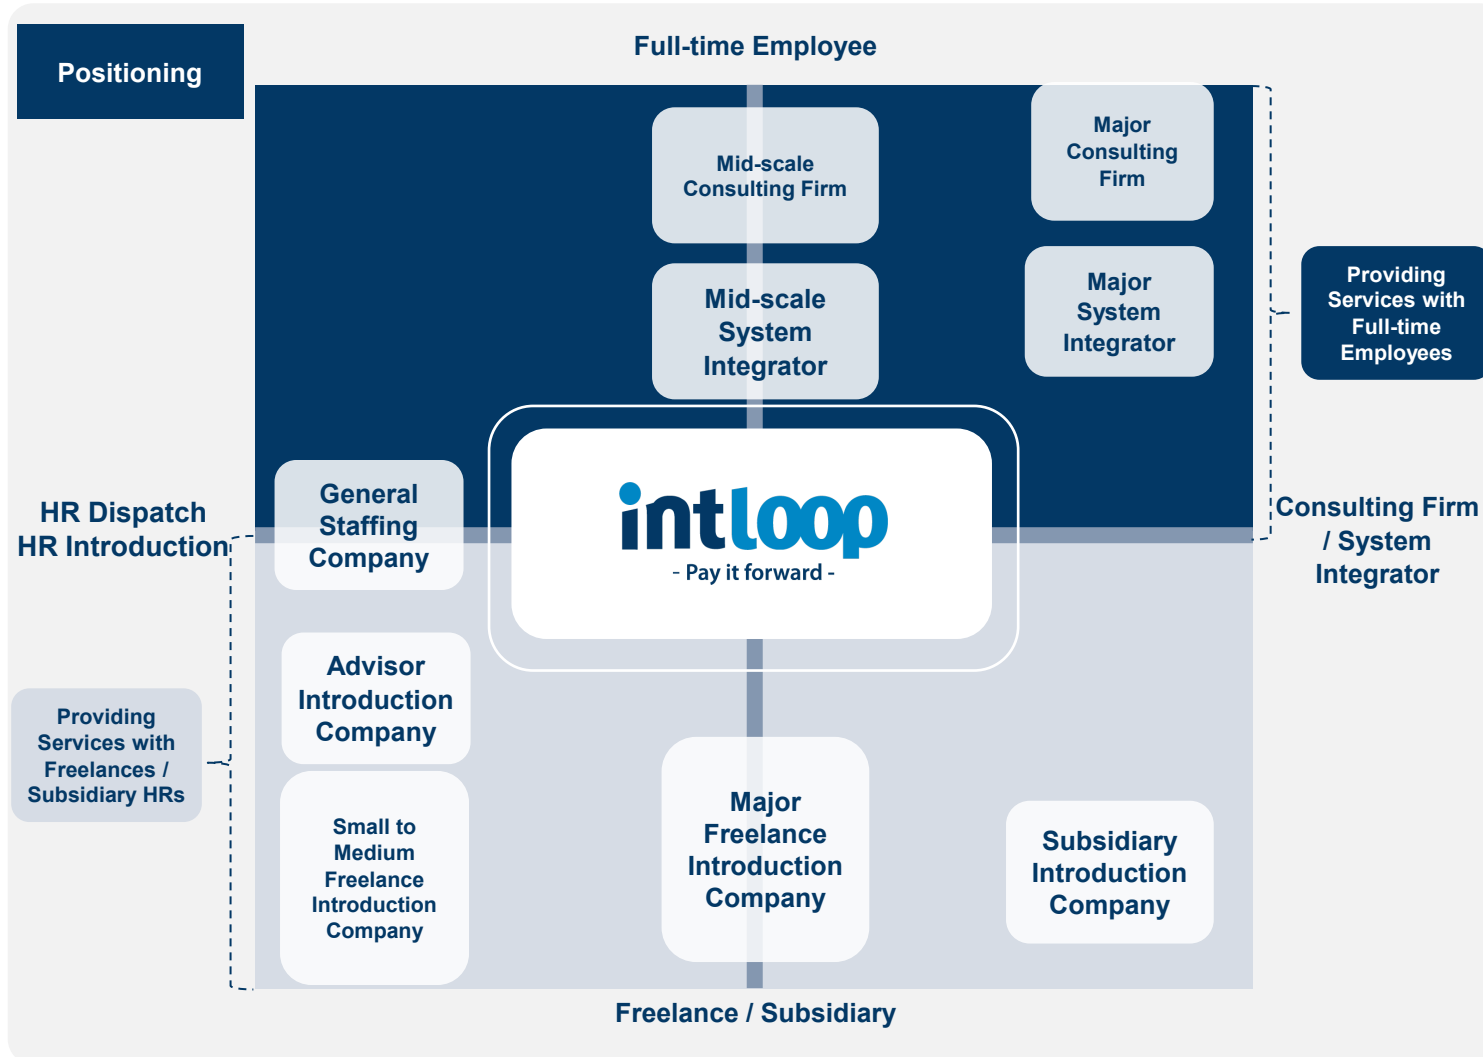 Positioning
Full-time Employee
Mid-scale
Consulting Firm
Major
Consulting
Firm
Mid-scale
System
Integrator
Major
System
Integrator
Providing
Services with
Full-time
Employees
HR Dispatch
HR Introduction
General
Staffing
Company
intloop
- Pay it forward -
Consulting Firm
/ System
Integrator
Advisor
Introduction
Company
Providing
Services with
Freelances /
Subsidiary HRs
Small to
Medium
Freelance
Introduction
Company
Major
Freelance
Introduction
Company
Subsidiary
Introduction
Company
Freelance / Subsidiary